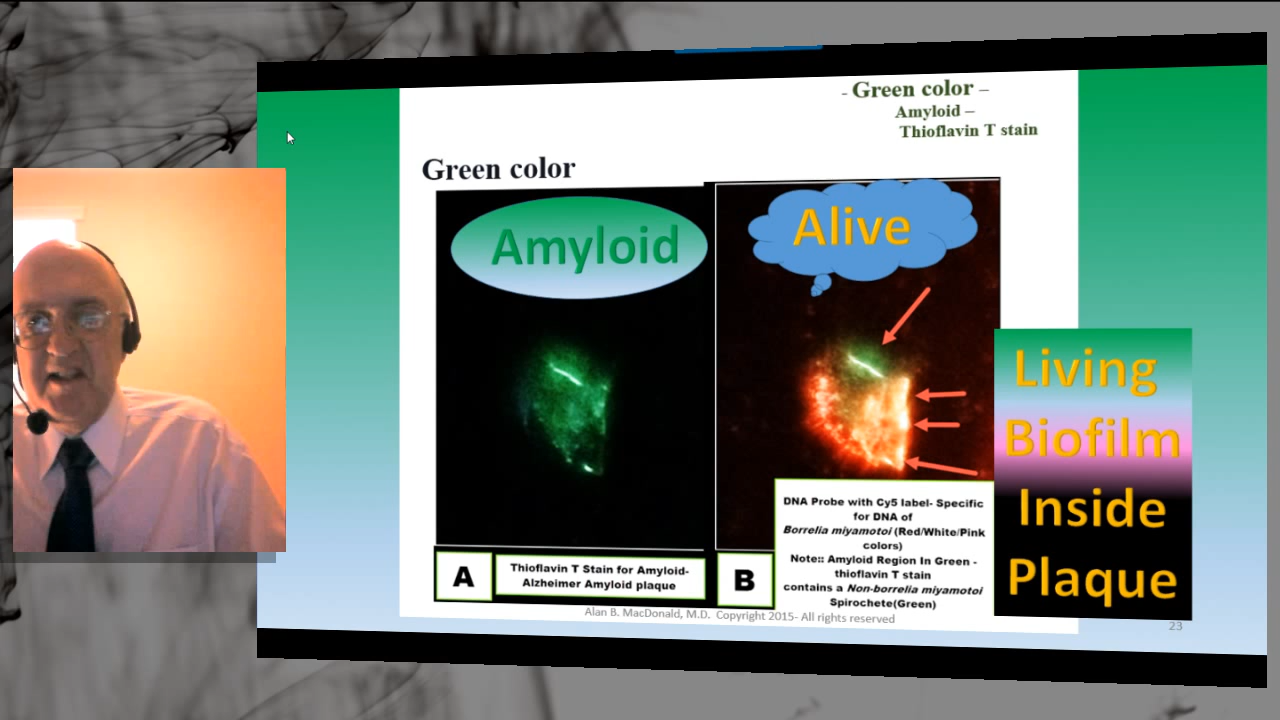 - Green color –
Amyloid –
Thioflavin T stain
Green color
Amyloid
Alive
Living
Biofilm
Inside
Plaque
DNA Probe with Cy5 label- Specific
for DNA of
Borrelia miyamotoi (Red/White/Pink
colors)
Note:: Amyloid Region In Green -
thioflavin T stain
contains a Non-borrelia miyamotoi
Spirochete(Green)
A
Thioflavin T Stain for Amyloid-
Alzheimer Amyloid plaque
B
Alan B. MacDonald, M.D. Copyright 2015- All rights reserved
23